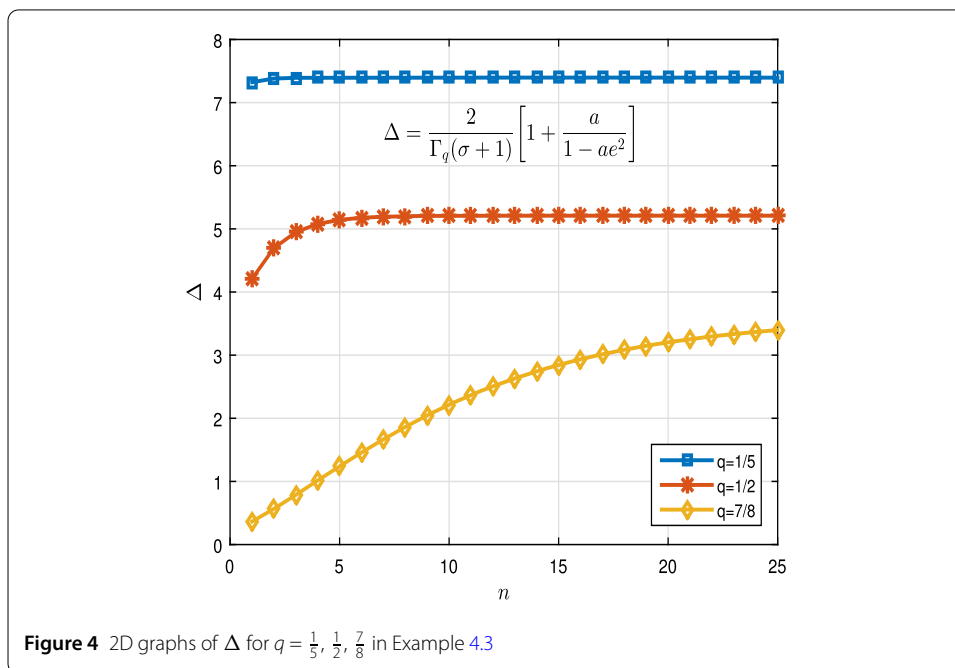 8
7
6
5
4
3
2
1
0
Δ
Δ = 2/Γq(σ + 1) [1 + a/(1 − ae²)]
q=1/5
q=1/2
q=7/8
0 5 10 15 20 25
n
Figure 4 2D graphs of Δ for q = 1/5, 1/2, 7/8 in Example 4.3